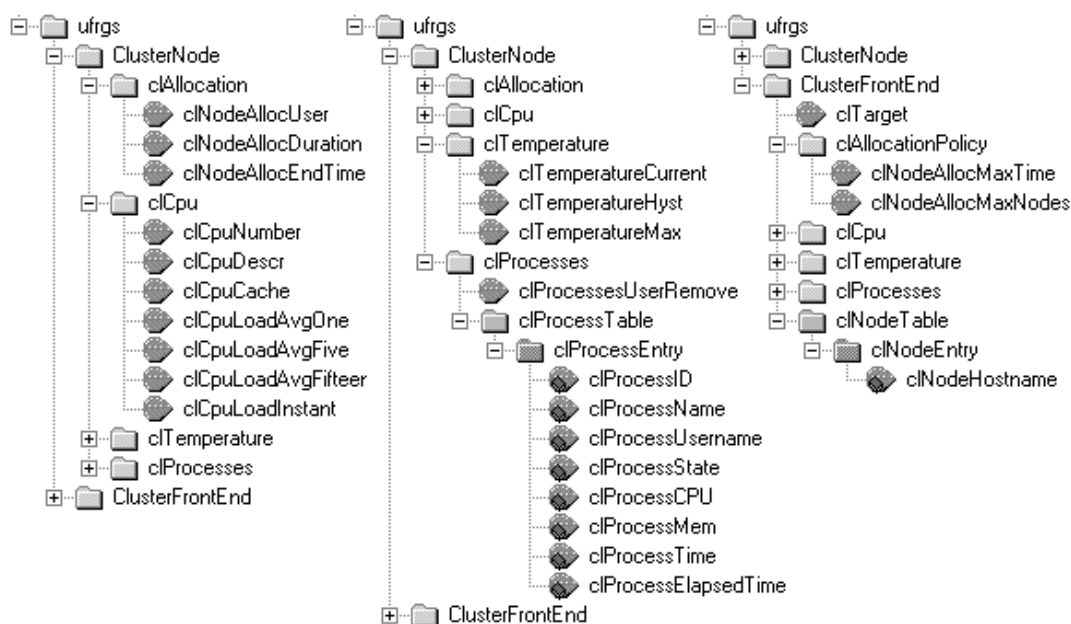 ufrgs
ClusterNode
clAllocation
clNodeAllocUser
clNodeAllocDuration
clNodeAllocEndTime
clCpu
clCpuNumber
clCpuDescr
clCpuCache
clCpuLoadAvgOne
clCpuLoadAvgFive
clCpuLoadAvgFifteer
clCpuLoadInstant
clTemperature
clProcesses
ClusterFrontEnd
ufrgs
ClusterNode
clAllocation
clCpu
clTemperature
clTemperatureCurrent
clTemperatureHyst
clTemperatureMax
clProcesses
clProcessesUserRemove
clProcessTable
clProcessEntry
clProcessID
clProcessName
clProcessUsername
clProcessState
clProcessCPU
clProcessMem
clProcessTime
clProcessElapsedTime
ClusterFrontEnd
ufrgs
ClusterNode
ClusterFrontEnd
clTarget
clAllocationPolicy
clNodeAllocMaxTime
clNodeAllocMaxNodes
clCpu
clTemperature
clProcesses
clNodeTable
clNodeEntry
clNodeHostname